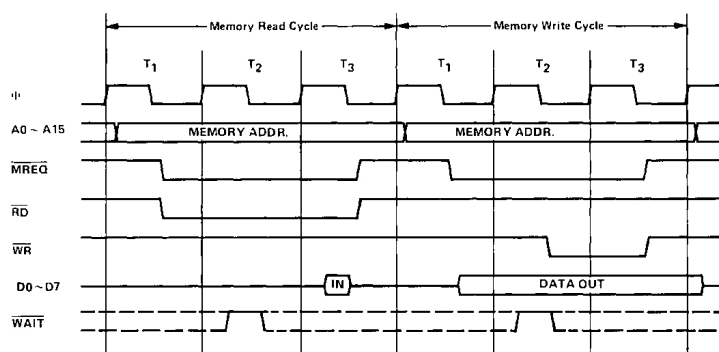 Memory Read Cycle Memory Write Cycle
T1 T2 T3 T1 T2 T3
A0 ~ A15 MEMORY ADDR. MEMORY ADDR.
MREQ
RD
WR
D0~D7 IN DATA OUT
WAIT